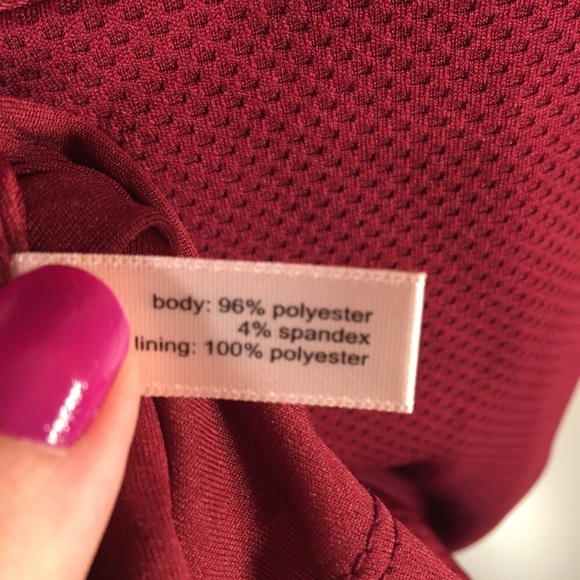 body: 96% polyester
4% spandex
lining: 100% polyester